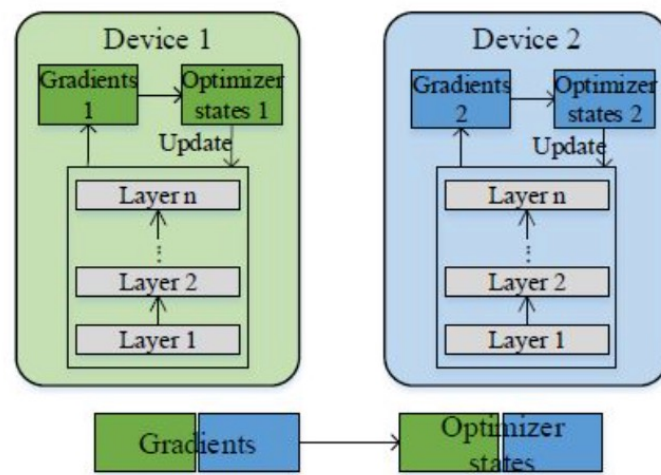 Device 1
Gradients
1
Optimizer
states 1
Update
Layer n
⋮
Layer 2
Layer 1
Device 2
Gradients
2
Optimizer
states 2
Update
Layer n
⋮
Layer 2
Layer 1
Gradients
Optimizer
states